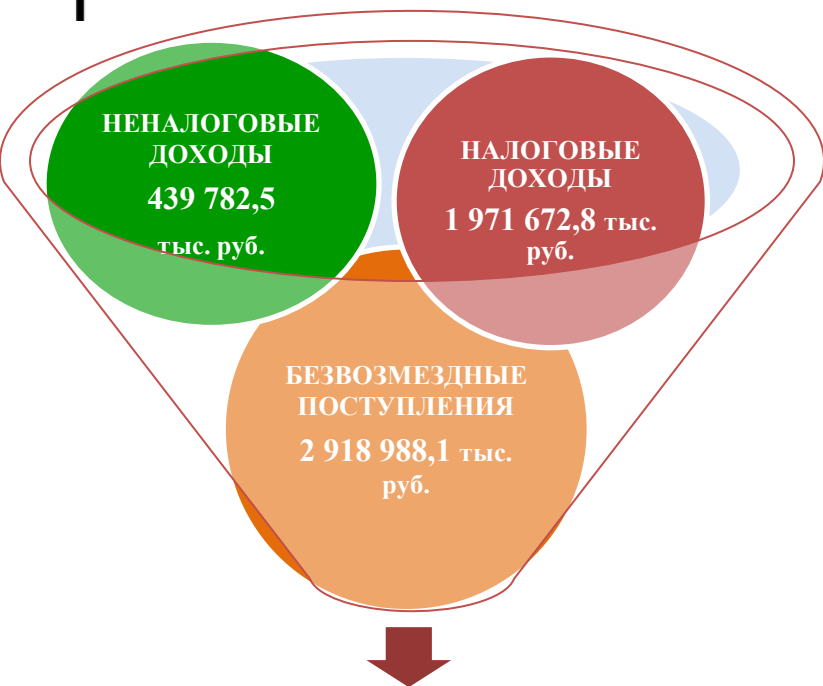 НЕНАЛОГОВЫЕ
ДОХОДЫ
439 782,5
тыс. руб.
НАЛОГОВЫЕ
ДОХОДЫ
1 971 672,8 тыс.
руб.
БЕЗВОЗМЕЗДНЫЕ
ПОСТУПЛЕНИЯ
2 918 988,1 тыс.
руб.